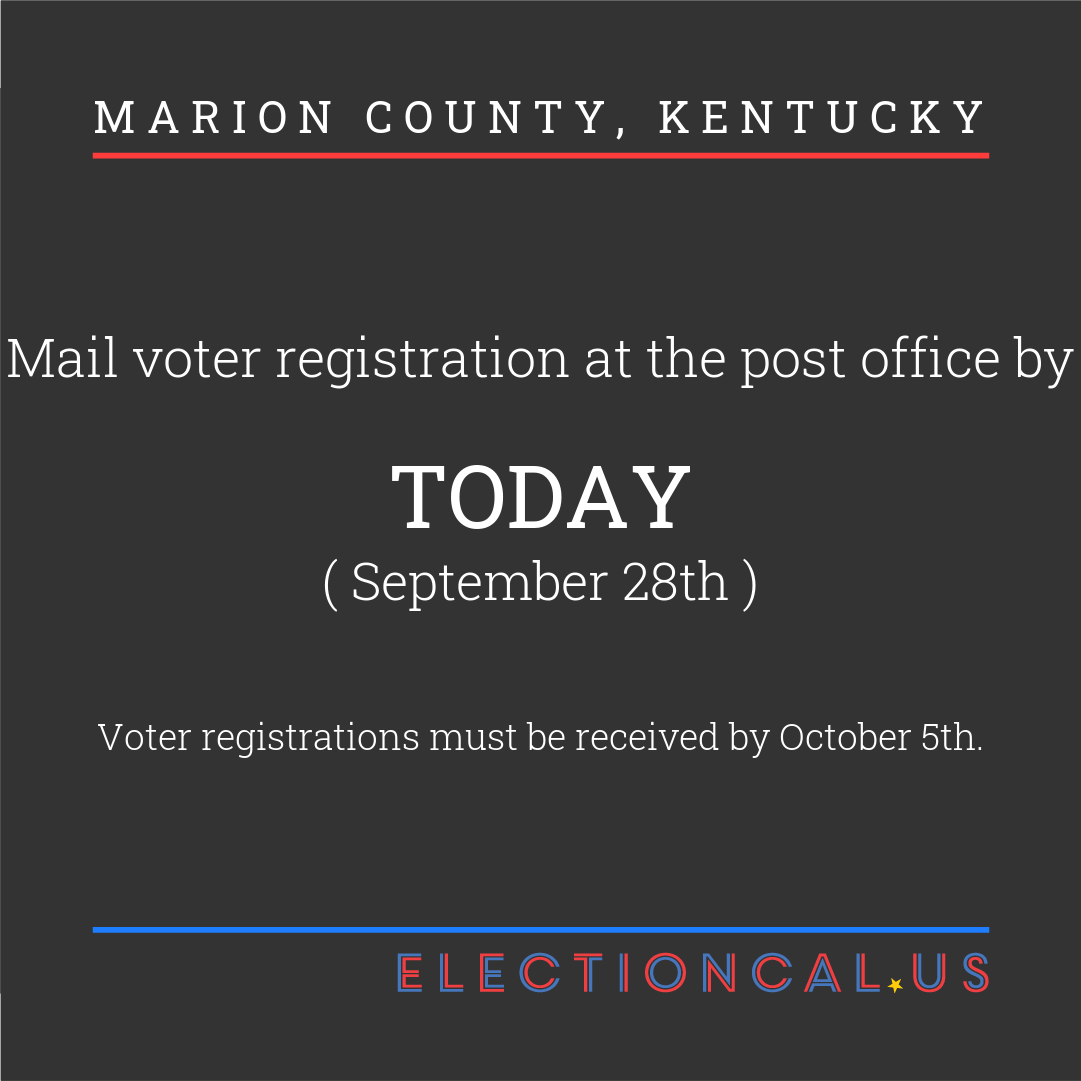 MARION COUNTY, KENTUCKY
Mail voter registration at the post office by
TODAY
( September 28th )
Voter registrations must be received by October 5th.
ELECTIONCAL.US